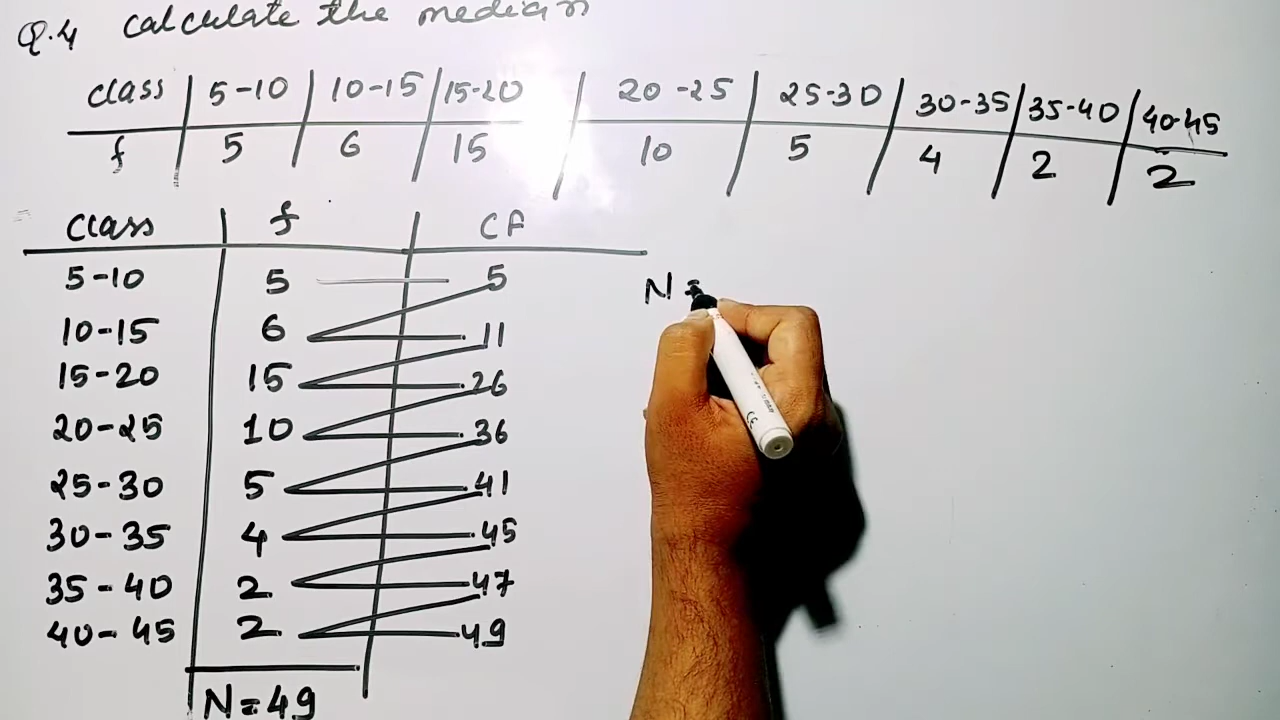 Q.4 Calculate the median
class 5-10 10-15 15-20 20-25 25-30 30-35 35-40 40-45
f 5 6 15 10 5 4 2 2
Class f CF
5-10 5 5
10-15 6 11
15-20 15 26
20-25 10 36
25-30 5 41
30-35 4 45
35-40 2 47
40-45 2 49
N=49
N=